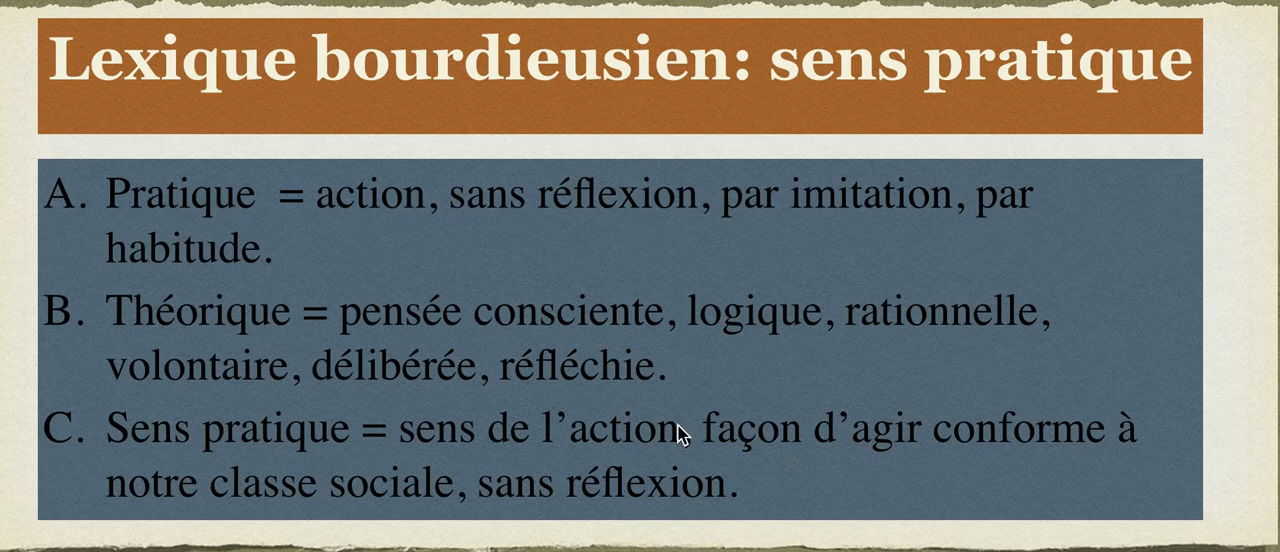 Lexique bourdieusien: sens pratique
A. Pratique = action, sans réflexion, par imitation, par
habitude.
B. Théorique = pensée consciente, logique, rationnelle,
volontaire, délibérée, réfléchie.
C. Sens pratique = sens de l’action, façon d’agir conforme à
notre classe sociale, sans réflexion.